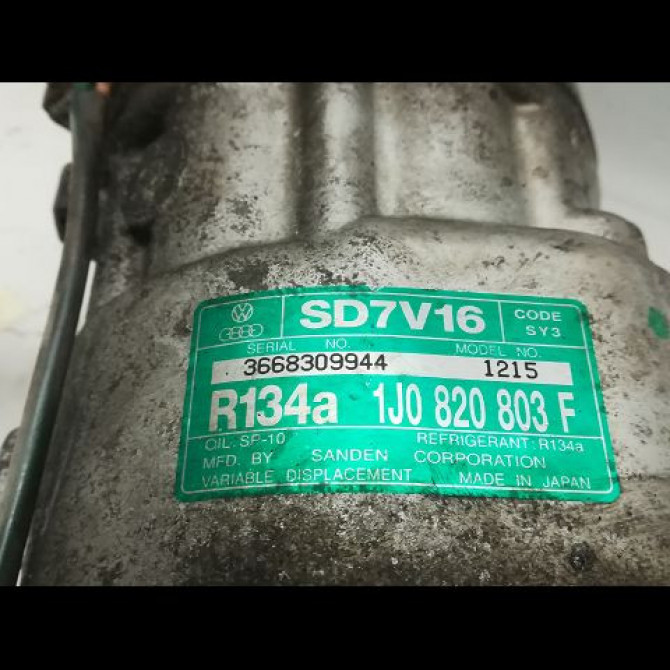 SD7V16 CODE SY3
SERIAL NO. MODEL NO.
3668309944 1215
R134a 1J0 820 803 F
OIL: SP-10 REFRIGERANT: R134a
MFD. BY SANDEN CORPORATION
VARIABLE DISPLACEMENT MADE IN JAPAN